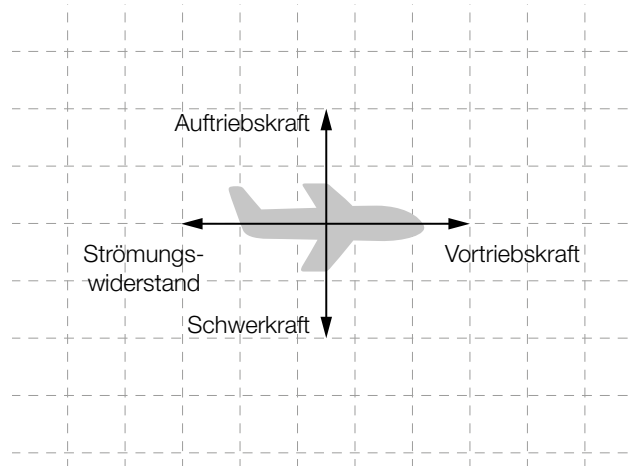 Auftriebskraft
Strömungs-
widerstand
Vortriebskraft
Schwerkraft